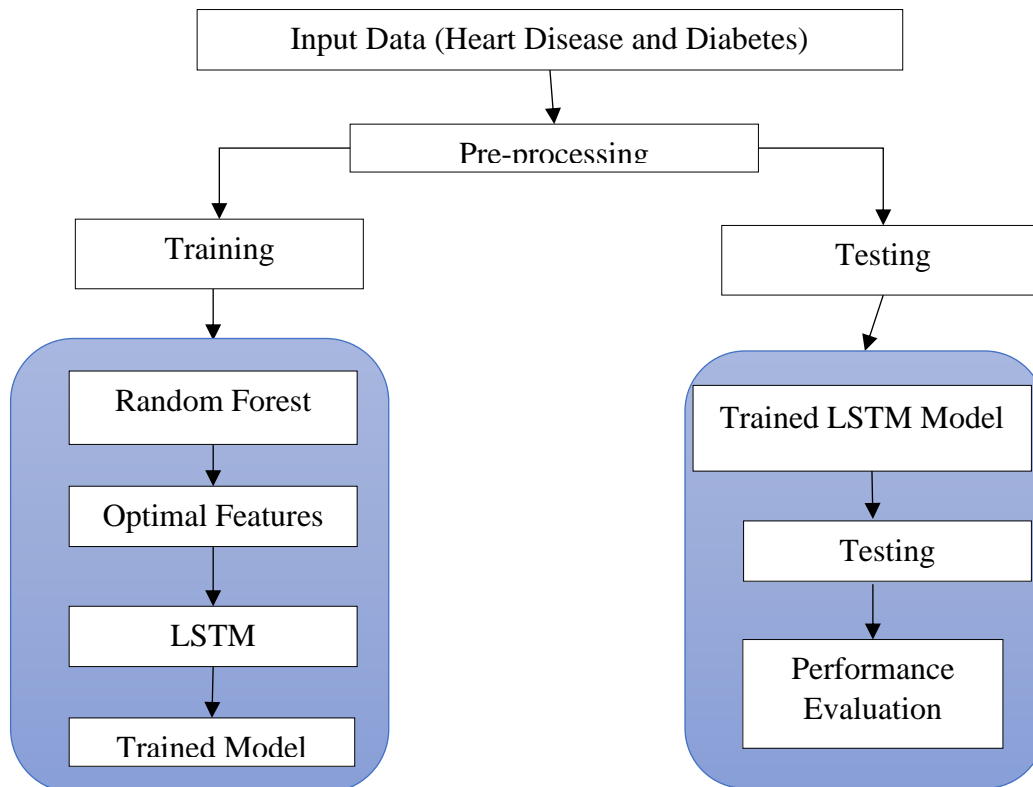 Input Data (Heart Disease and Diabetes)
Pre-processing
Training
Testing
Random Forest
Optimal Features
LSTM
Trained Model
Trained LSTM Model
Testing
Performance
Evaluation